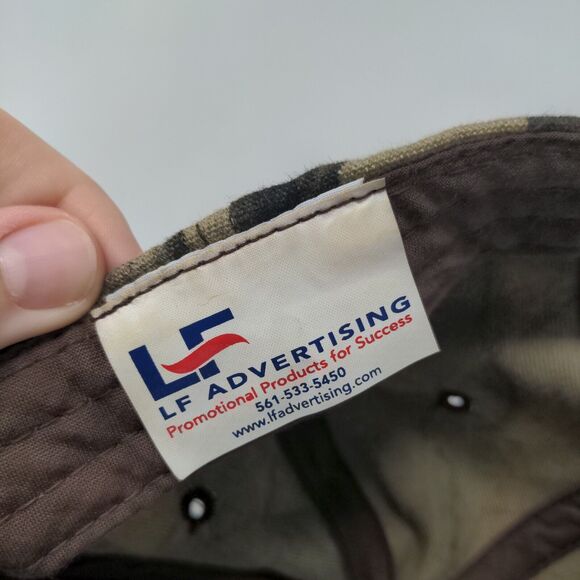 LF
LF ADVERTISING
Promotional Products for Success
561-533-5450
www.lfadvertising.com